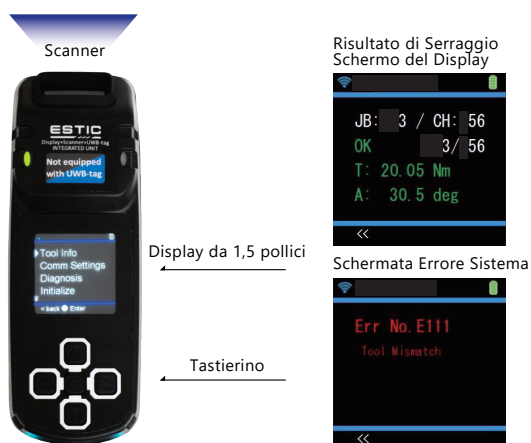 Scanner
ESTIC
Display+Scanner+UWB-tag
INTEGRATED UNIT
Not equipped
with UWB-tag
Tool Info
Comm Settings
Diagnosis
Initialize
< back Enter
Display da 1,5 pollici
Tastierino
Risultato di Serraggio
Schermo del Display
JB: 3 / CH: 56
OK 3/ 56
T: 20.05 Nm
A: 30.5 deg
<<
Schermata Errore Sistema
Err No.E111
Tool Mismatch
<<